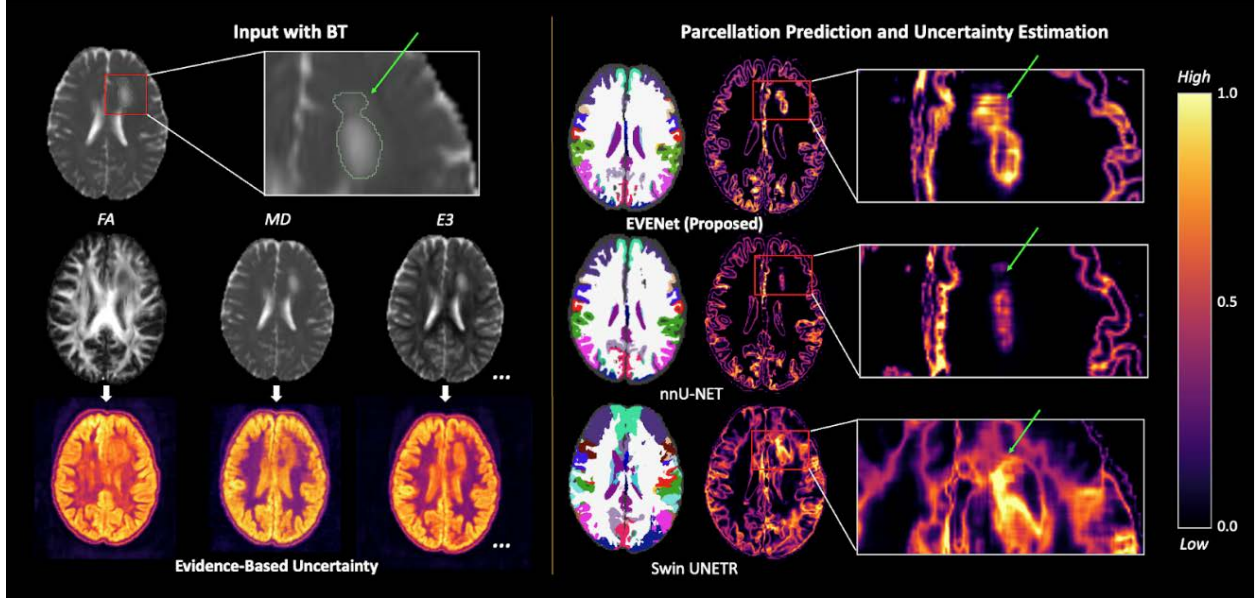 Input with BT
FA
MD
E3
...
...
Evidence-Based Uncertainty
Parcellation Prediction and Uncertainty Estimation
EVENet (Proposed)
nnU-NET
Swin UNETR
High
1.0
0.5
0.0
Low